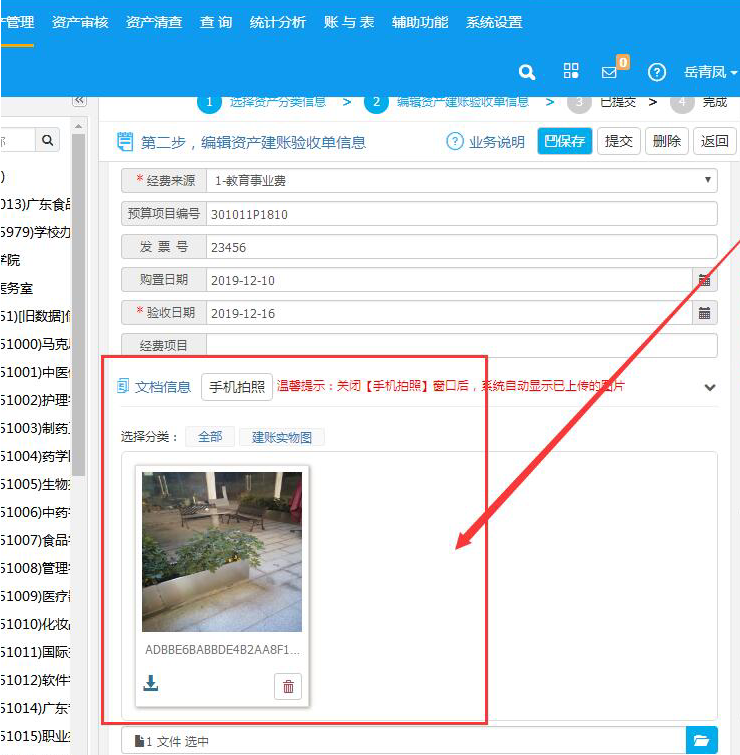 产管理 资产审核 资产清查 查 询 统计分析 账 与 表 辅助功能 系统设置
0
岳青凤
1 选择资产分类信息 > 2 编辑资产建账验收单信息 > 3 已提交 > 4 完成
第二步，编辑资产建账验收单信息 业务说明 保存 提交 删除 返回
* 经费来源 1-教育事业费
预算项目编号 301011P1810
发 票 号 23456
购置日期 2019-12-10
* 验收日期 2019-12-16
经费项目
文档信息 手机拍照 温馨提示：关闭【手机拍照】窗口后，系统自动显示已上传的图片
选择分类： 全部 建账实物图
ADBBE6BABBDE4B2AA8F1...
1 文件 选中
)
013)广东食品
5979)学校办
学院
医务室
51)[旧数据]
51000)马克
51001)中医
51002)护理
51003)制药
51004)药学
51005)生物
51006)中药
51007)食品
51008)管理
51009)医疗
51010)化妆
51011)国际
51012)软件
51014)广东
51015)职业